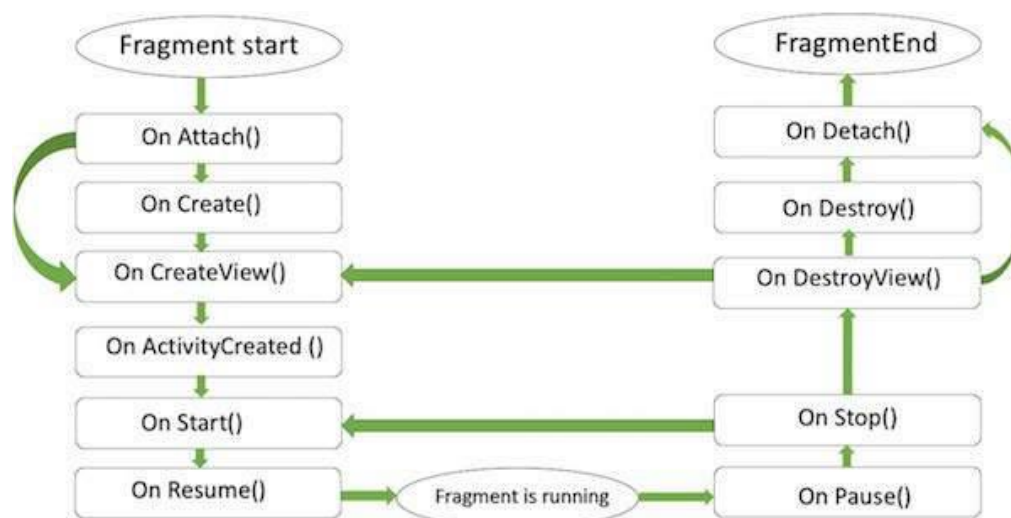 Fragment start
On Attach()
On Create()
On CreateView()
On ActivityCreated ()
On Start()
On Resume()
Fragment is running
On Pause()
On Stop()
On DestroyView()
On Destroy()
On Detach()
FragmentEnd